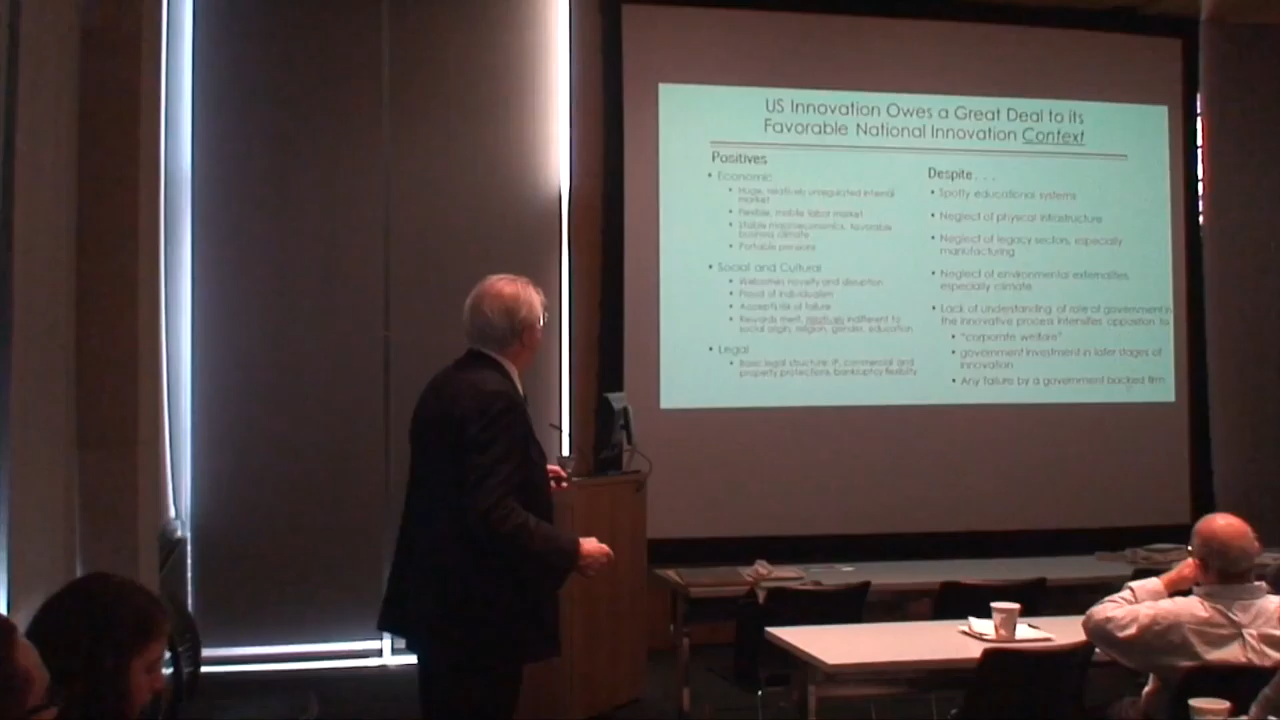 US Innovation Owes a Great Deal to its
Favorable National Innovation Context
Positives
• Economic
• Huge, relatively unregulated internal
market
• Flexible, mobile labor market
• Stable macroeconomics, favorable
business climate
• Portable pensions
• Social and Cultural
• Welcomes novelty and disruption
• Proud of individualism
• Accepts risk of failure
• Rewards merit, relatively indifferent to
social origin, religion, gender, education
• Legal
• Basic legal structure: IP, commercial and
property protections, bankruptcy flexibility
Despite . . .
• Spotty educational systems
• Neglect of physical infrastructure
• Neglect of legacy sectors, especially
manufacturing
• Neglect of environmental externalities,
especially climate
• Lack of understanding of role of government in
the innovative process intensifies opposition to
• "corporate welfare"
• government investment in later stages of
innovation
• Any failure by a government backed firm